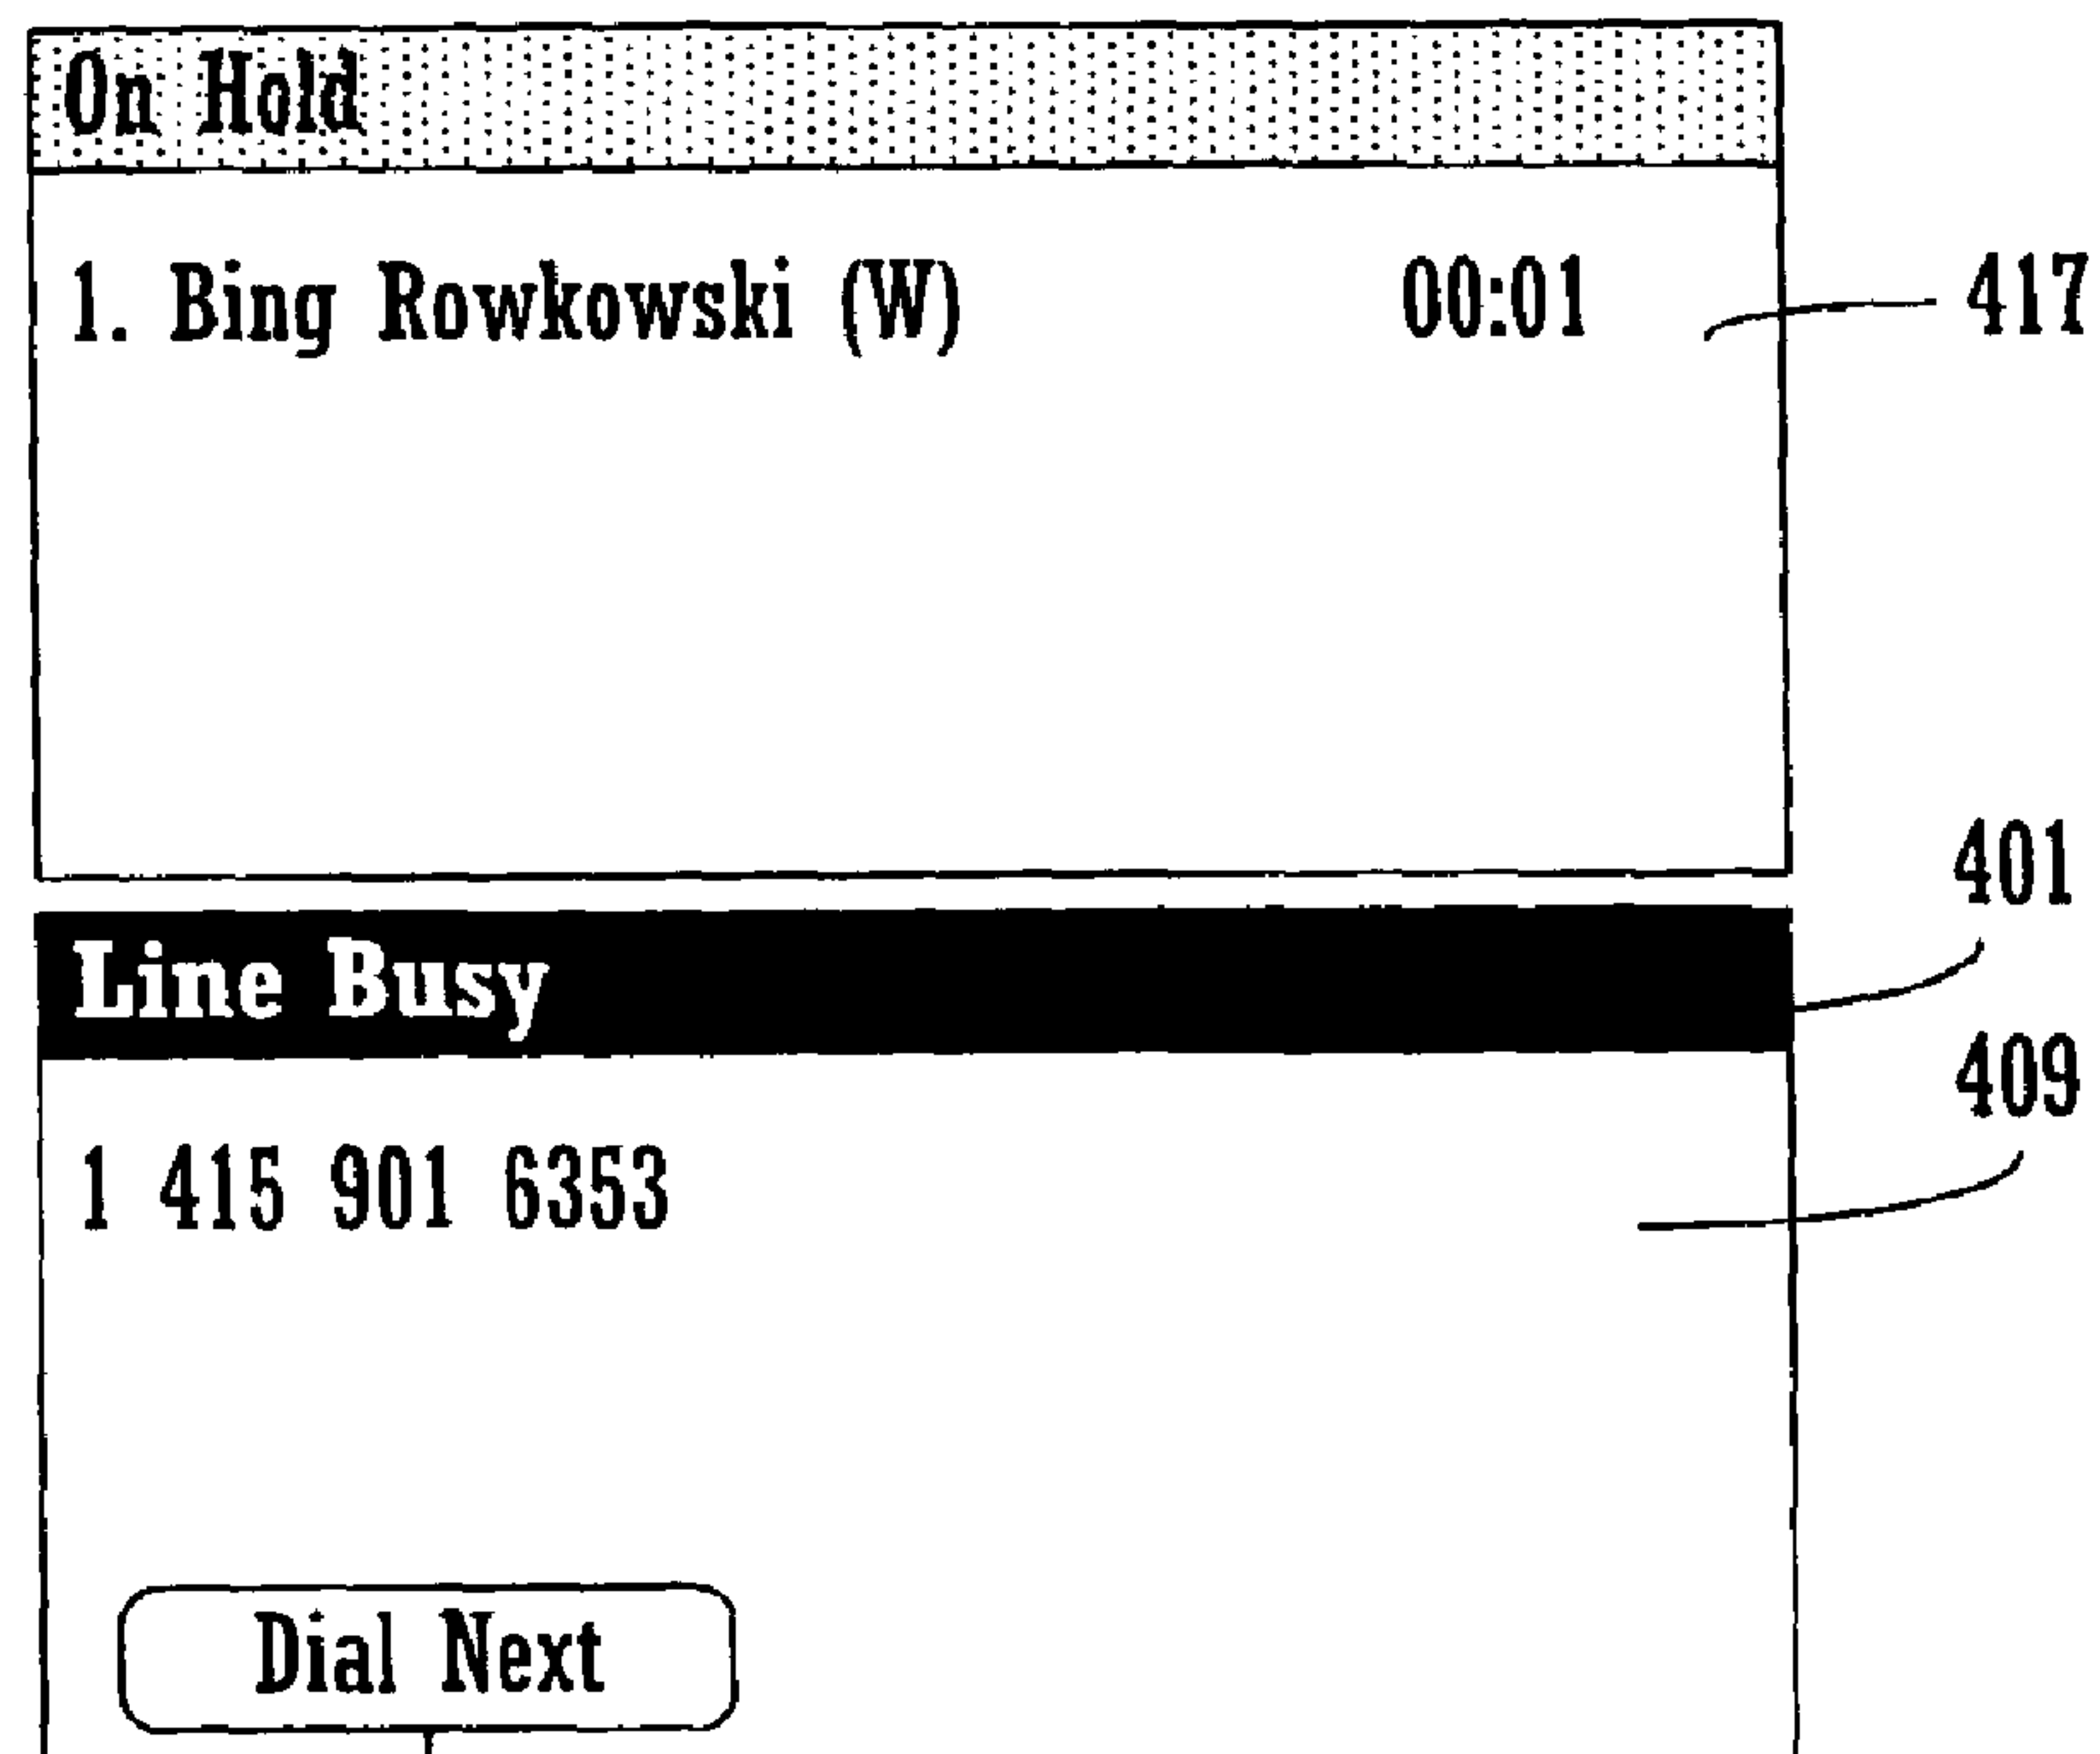 On Hold
1. Bing Rowkowski (W) 00:01
417
401
Line Busy
409
1 415 901 6353
Dial Next